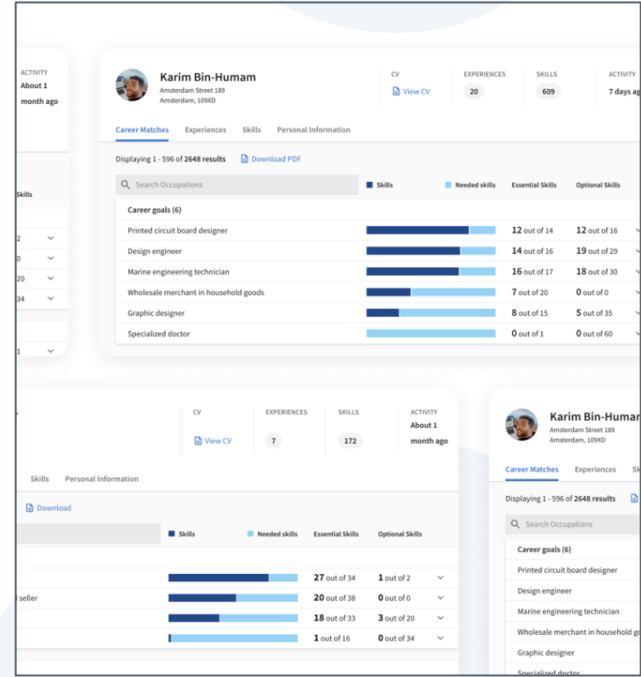 ACTIVITY
About 1
month ago
Skills
2
0
20
34
1
Karim Bin-Humam
Amsterdam Street 189
Amsterdam, 109XD
CV
View CV
EXPERIENCES
20
SKILLS
609
ACTIVITY
7 days ag
Career Matches Experiences Skills Personal Information
Displaying 1 - 596 of 2648 results Download PDF
Search Occupations Skills Needed skills Essential Skills Optional Skills
Career goals (6)
Printed circuit board designer 12 out of 14 12 out of 16
Design engineer 14 out of 16 19 out of 29
Marine engineering technician 16 out of 17 18 out of 30
Wholesale merchant in household goods 7 out of 20 0 out of 0
Graphic designer 8 out of 15 5 out of 35
Specialized doctor 0 out of 1 0 out of 60
CV
View CV
EXPERIENCES
7
SKILLS
172
ACTIVITY
About 1
month ago
Skills Personal Information
Download
Skills Needed skills Essential Skills Optional Skills
27 out of 34 1 out of 2
seller 20 out of 38 0 out of 0
18 out of 33 3 out of 20
1 out of 16 0 out of 34
Karim Bin-Humar
Amsterdam Street 189
Amsterdam, 109XD
Career Matches Experiences Sk
Displaying 1 - 596 of 2648 results
Search Occupations
Career goals (6)
Printed circuit board designer
Design engineer
Marine engineering technician
Wholesale merchant in household go
Graphic designer
Specialized doctor